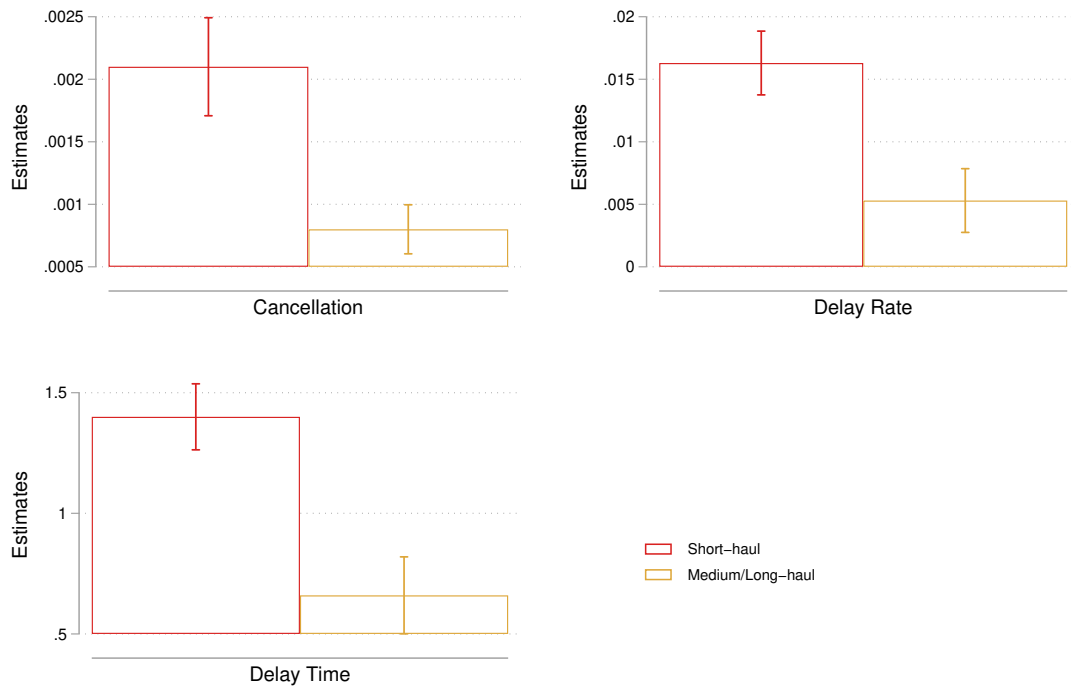 Estimates
.0025
.002
.0015
.001
.0005
Cancellation
Estimates
.02
.015
.01
.005
0
Delay Rate
Estimates
1.5
1
.5
Delay Time
Short−haul
Medium/Long−haul